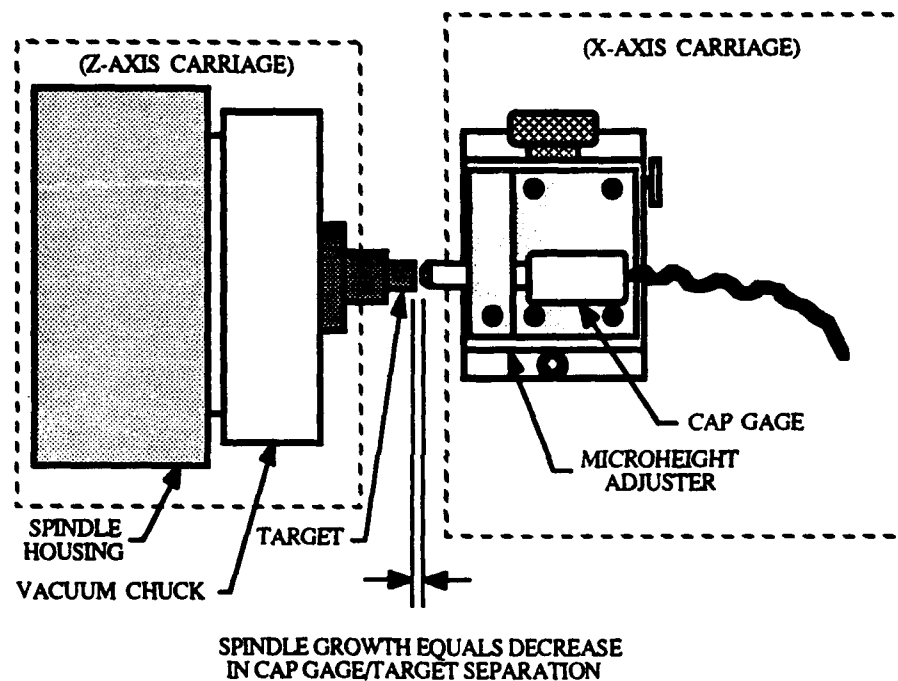 (Z-AXIS CARRIAGE)
(X-AXIS CARRIAGE)
CAP GAGE
MICROHEIGHT
ADJUSTER
SPINDLE
HOUSING
TARGET
VACUUM CHUCK
SPINDLE GROWTH EQUALS DECREASE
IN CAP GAGE/TARGET SEPARATION